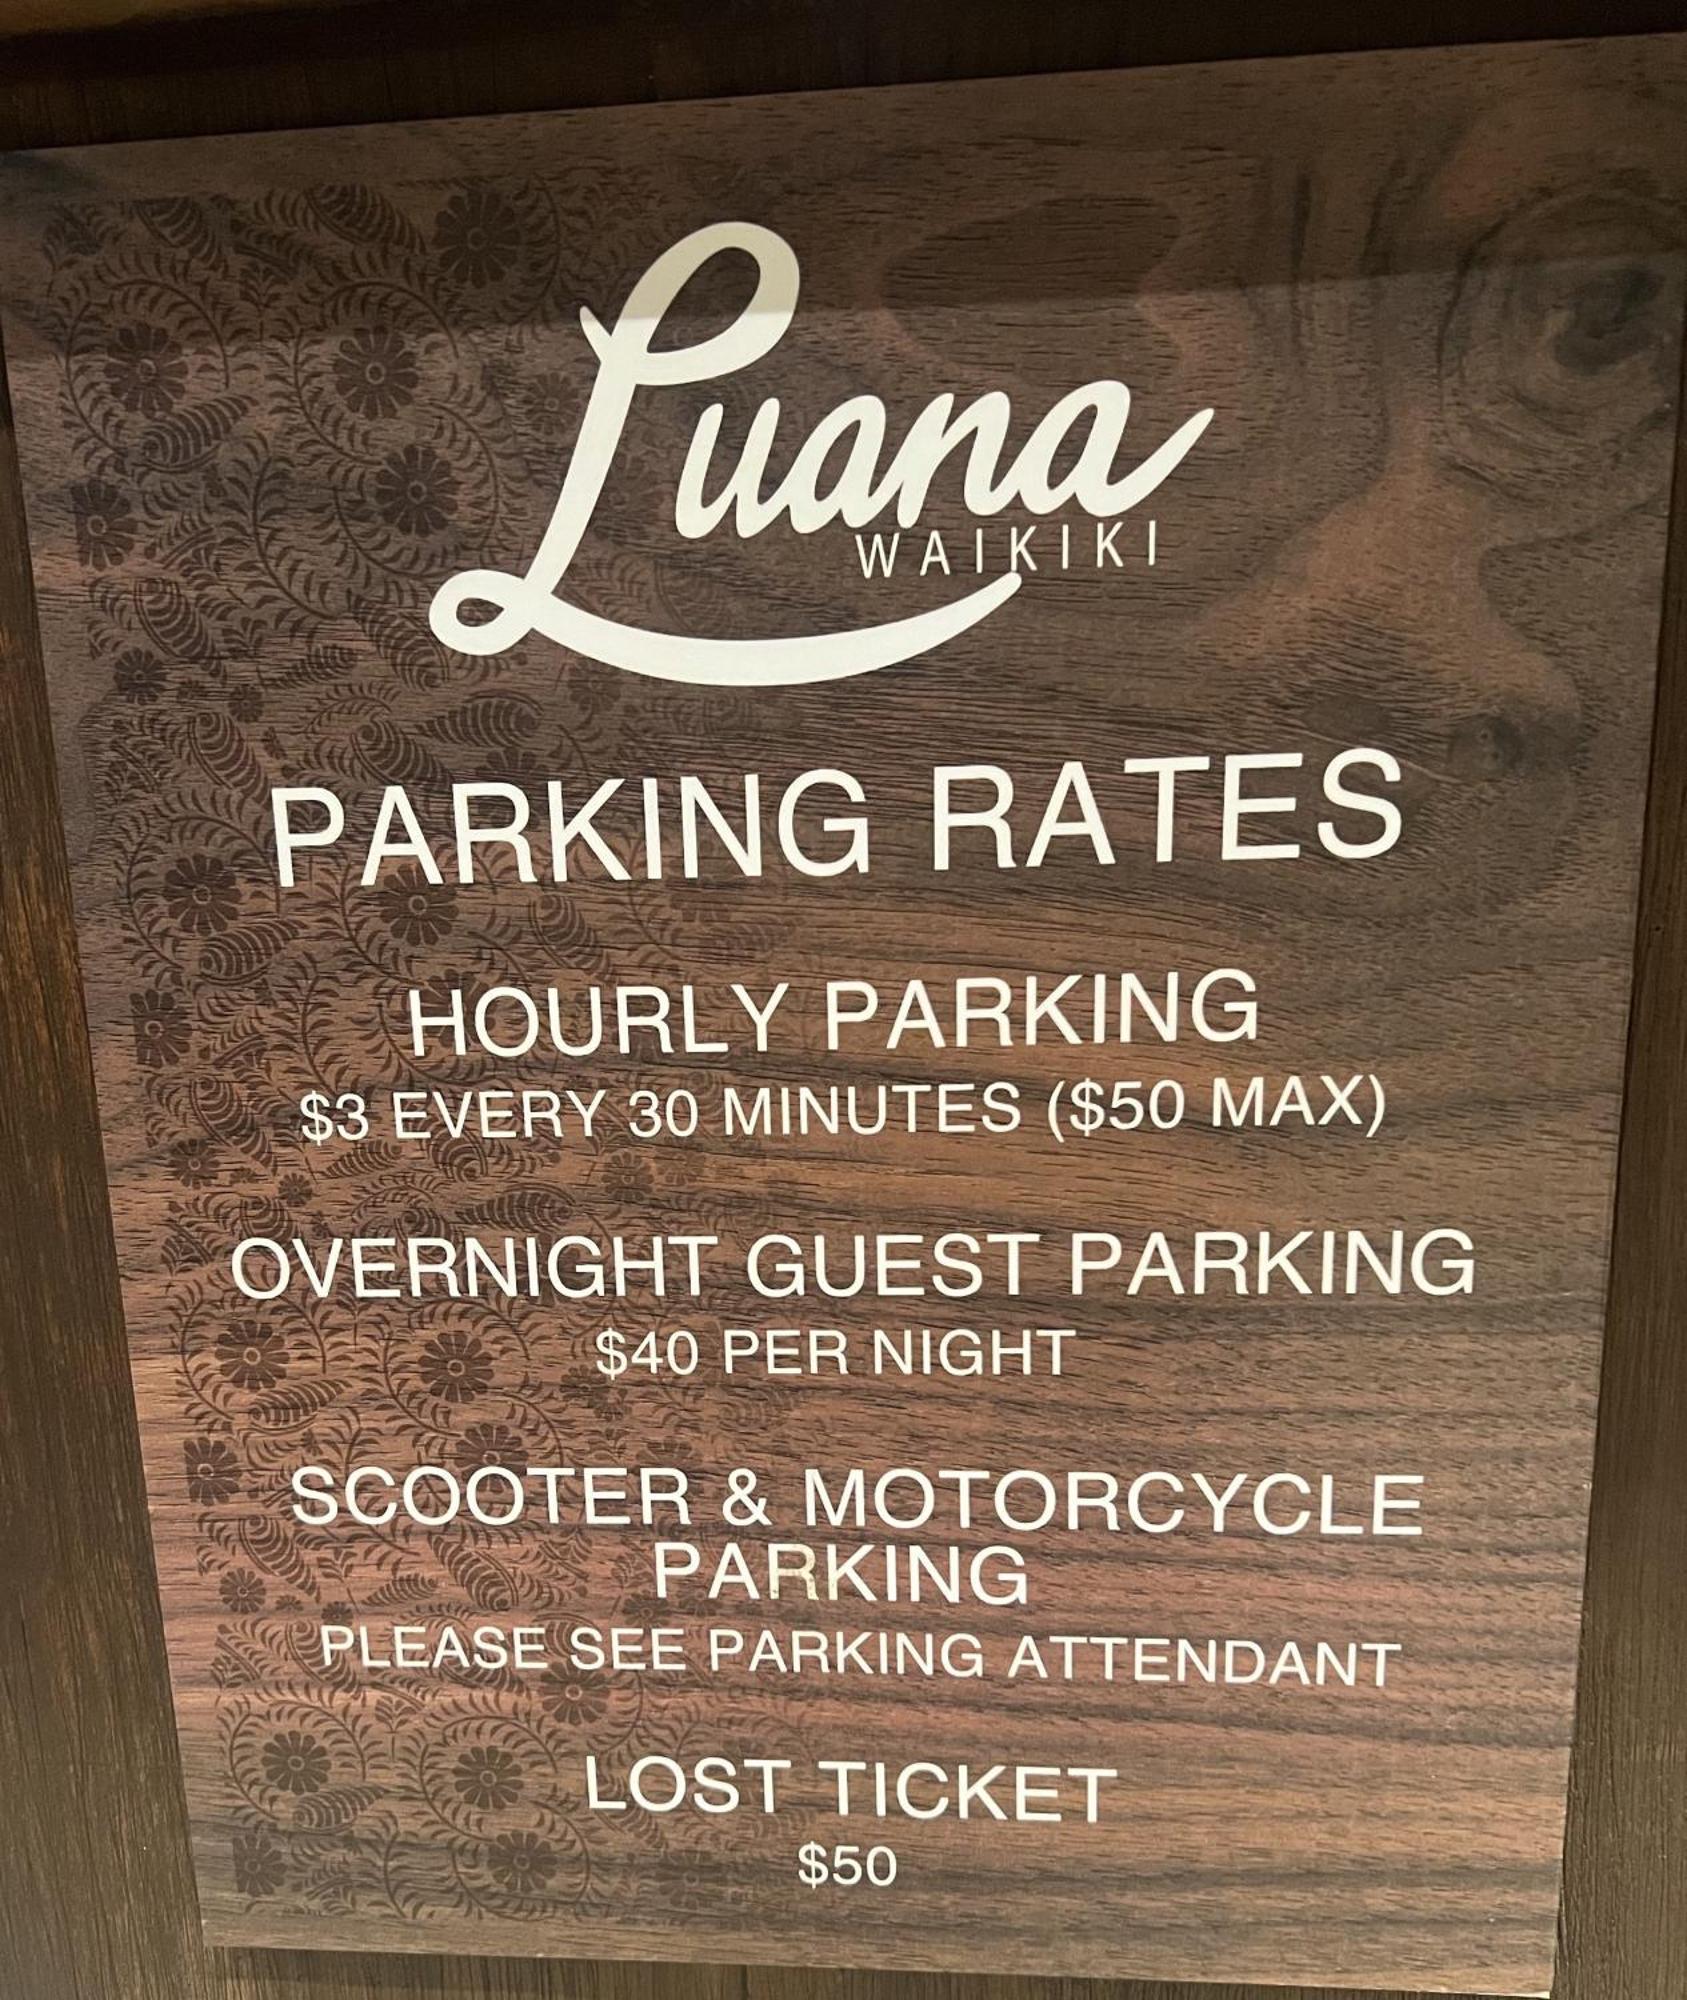 Luana
WAIKIKI
PARKING RATES
HOURLY PARKING
$3 EVERY 30 MINUTES ($50 MAX)
OVERNIGHT GUEST PARKING
$40 PER NIGHT
SCOOTER & MOTORCYCLE
PARKING
PLEASE SEE PARKING ATTENDANT
LOST TICKET
$50